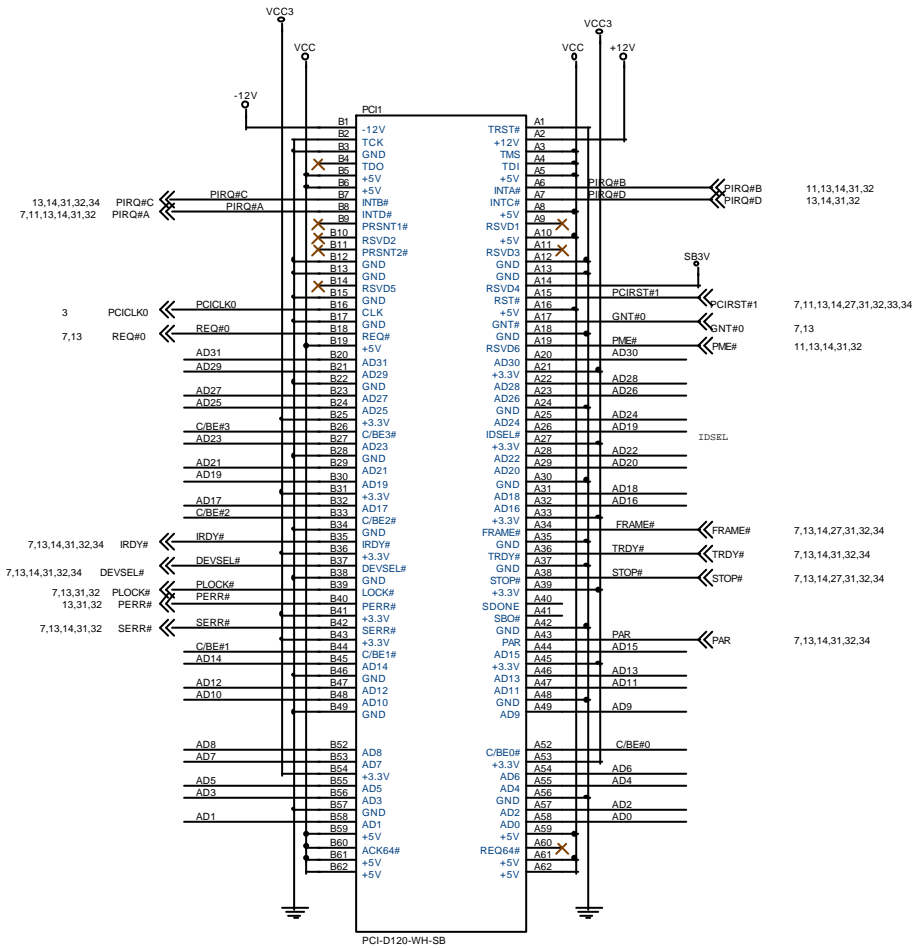 VCC3
VCC
-12V
VCC3
VCC
+12V
PCI1
B1 -12V TRST# A1
B2 TCK +12V A2
B3 GND TMS A3
B4 TDO TDI A4
B5 +5V +5V A5
B6 +5V INTA# A6 PIRQ#B PIRQ#B 11,13,14,31,32
13,14,31,32,34 PIRQ#C PIRQ#C B7 INTB# INTC# A7 PIRQ#D PIRQ#D 13,14,31,32
7,11,13,14,31,32 PIRQ#A PIRQ#A B8 INTD# +5V A8
B9 PRSNT1# RSVD1 A9
B10 RSVD2 +5V A10
B11 PRSNT2# RSVD3 A11
B12 GND GND A12
B13 GND GND A13
SB3V
B14 RSVD5 RSVD4 A14
B15 GND RST# A15 PCIRST#1 PCIRST#1 7,11,13,14,27,31,32,33,34
3 PCICLK0 PCICLK0 B16 CLK +5V A16
B17 GND GNT# A17 GNT#0 GNT#0 7,13
7,13 REQ#0 REQ#0 B18 REQ# GND A18
B19 +5V RSVD6 A19 PME# PME# 11,13,14,31,32
AD31 B20 AD31 AD30 A20 AD30
AD29 B21 AD29 +3.3V A21
B22 GND AD28 A22 AD28
AD27 B23 AD27 AD26 A23 AD26
AD25 B24 AD25 GND A24
B25 +3.3V AD24 A25 AD24
C/BE#3 B26 C/BE3# IDSEL# A26 AD19 IDSEL
AD23 B27 AD23 +3.3V A27
B28 GND AD22 A28 AD22
AD21 B29 AD21 AD20 A29 AD20
AD19 B30 AD19 GND A30
B31 +3.3V AD18 A31 AD18
AD17 B32 AD17 AD16 A32 AD16
C/BE#2 B33 C/BE2# +3.3V A33
B34 GND FRAME# A34 FRAME# FRAME# 7,13,14,27,31,32,34
7,13,14,31,32,34 IRDY# IRDY# B35 IRDY# GND A35
B36 +3.3V TRDY# A36 TRDY# TRDY# 7,13,14,31,32,34
7,13,14,31,32,34 DEVSEL# DEVSEL# B37 DEVSEL# GND A37
B38 GND STOP# A38 STOP# STOP# 7,13,14,27,31,32,34
7,13,31,32 PLOCK# PLOCK# B39 LOCK# +3.3V A39
13,31,32 PERR# PERR# B40 PERR# SDONE A40
B41 +3.3V SBO# A41
7,13,14,31,32 SERR# SERR# B42 SERR# GND A42
B43 +3.3V PAR A43 PAR PAR 7,13,14,31,32,34
C/BE#1 B44 C/BE1# AD15 A44 AD15
AD14 B45 AD14 +3.3V A45
B46 GND AD13 A46 AD13
AD12 B47 AD12 AD11 A47 AD11
AD10 B48 AD10 GND A48
B49 GND AD9 A49 AD9
AD8 B52 AD8 C/BE0# A52 C/BE#0
AD7 B53 AD7 +3.3V A53
B54 +3.3V AD6 A54 AD6
AD5 B55 AD5 AD4 A55 AD4
AD3 B56 AD3 GND A56
B57 GND AD2 A57 AD2
AD1 B58 AD1 AD0 A58 AD0
B59 +5V +5V A59
B60 ACK64# REQ64# A60
B61 +5V +5V A61
B62 +5V +5V A62
PCI-D120-WH-SB